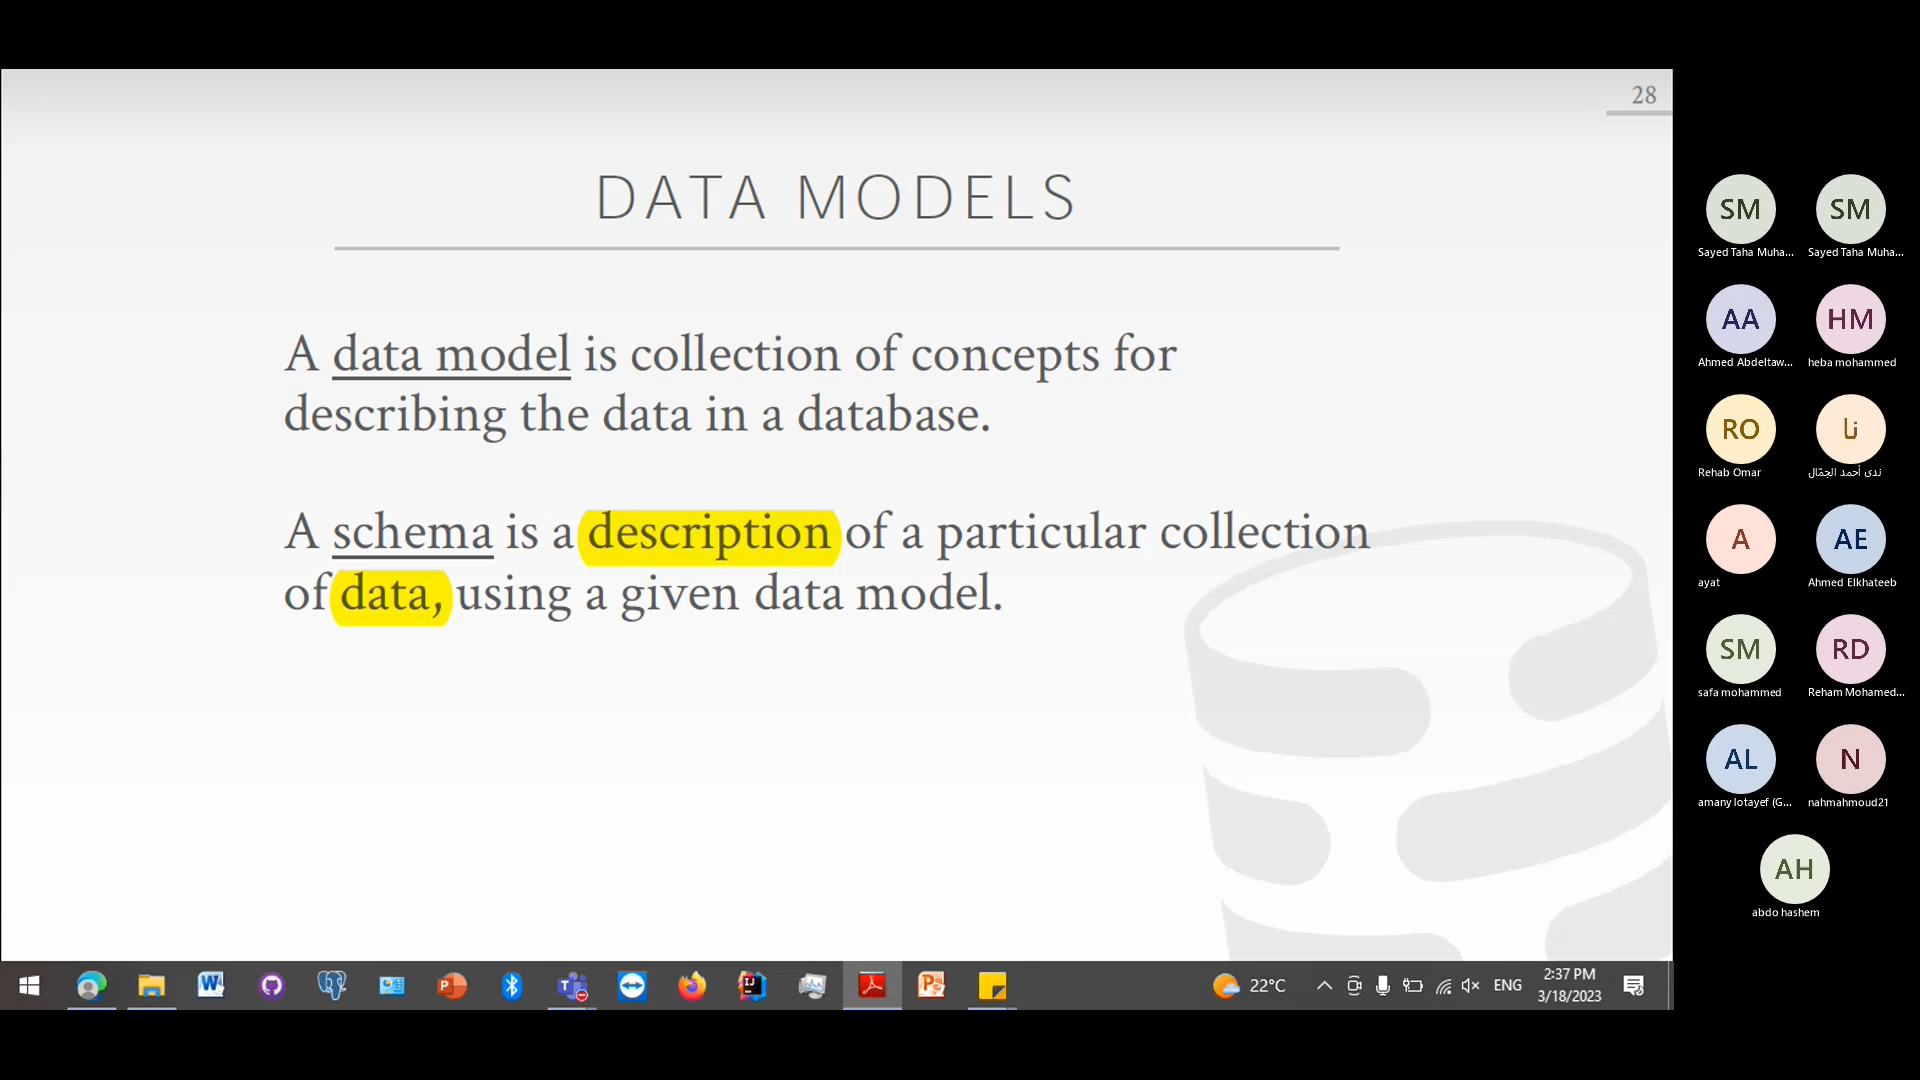 28
DATA MODELS
A data model is collection of concepts for
describing the data in a database.
A schema is a description of a particular collection
of data, using a given data model.
SM SM
Sayed Taha Muha... Sayed Taha Muha...
AA HM
Ahmed Abdeltaw... heba mohammed
RO نا
Rehab Omar ندى أحمد الجمّال
A AE
ayat Ahmed Elkhateeb
SM RD
safa mohammed Reham Mohamed...
AL N
amany lotayef (G... nahmahmoud21
AH
abdo hashem
22°C ENG 2:37 PM
3/18/2023